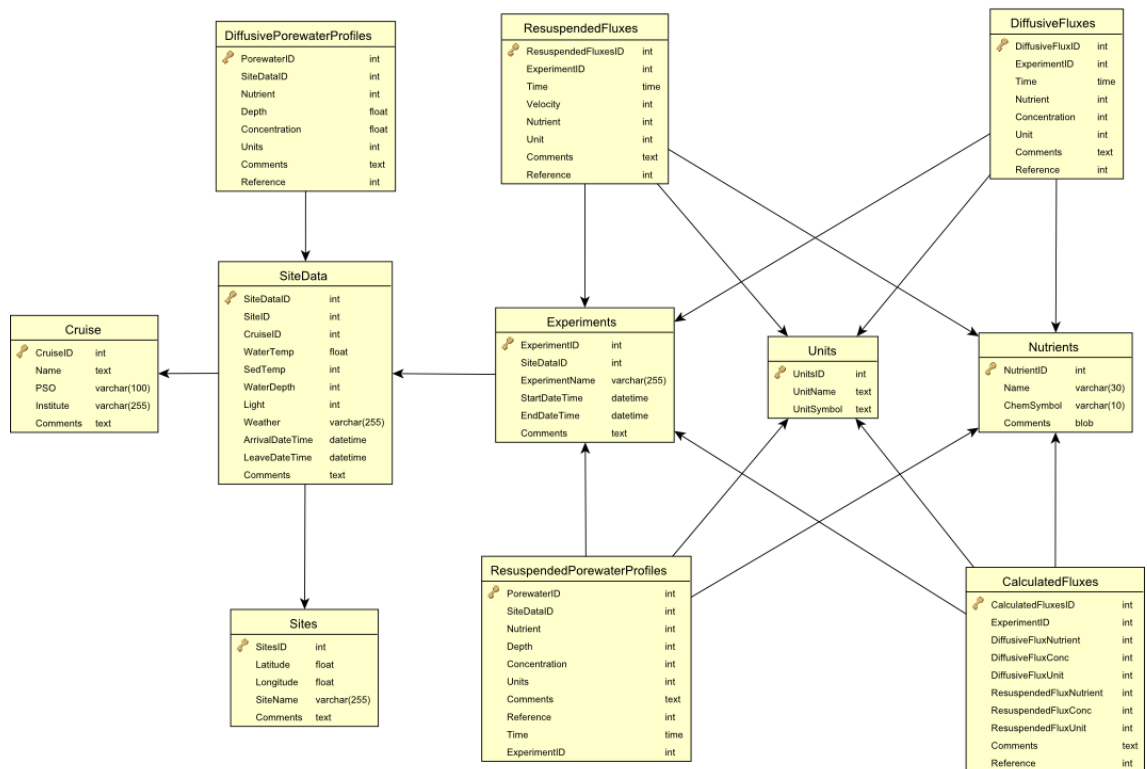 DiffusivePorewaterProfiles
PorewaterID int
SiteDataID int
Nutrient int
Depth float
Concentration float
Units int
Comments text
Reference int
ResuspendedFluxes
ResuspendedFluxesID int
ExperimentID int
Time time
Velocity int
Nutrient int
Unit int
Comments text
Reference int
DiffusiveFluxes
DiffusiveFluxID int
ExperimentID int
Time time
Nutrient int
Concentration int
Unit int
Comments text
Reference int
Cruise
CruiseID int
Name text
PSO varchar(100)
Institute varchar(255)
Comments text
SiteData
SiteDataID int
SiteID int
CruiseID int
WaterTemp float
SedTemp int
WaterDepth int
Light int
Weather varchar(255)
ArrivalDateTime datetime
LeaveDateTime datetime
Comments text
Experiments
ExperimentID int
SiteDataID int
ExperimentName varchar(255)
StartDateTime datetime
EndDateTime datetime
Comments text
Units
UnitsID int
UnitName text
UnitSymbol text
Nutrients
NutrientID int
Name varchar(30)
ChemSymbol varchar(10)
Comments blob
Sites
SitesID int
Latitude float
Longitude float
SiteName varchar(255)
Comments text
ResuspendedPorewaterProfiles
PorewaterID int
SiteDataID int
Nutrient int
Depth int
Concentration int
Units int
Comments text
Reference int
Time time
ExperimentID int
CalculatedFluxes
CalculatedFluxesID int
ExperimentID int
DiffusiveFluxNutrient int
DiffusiveFluxConc int
DiffusiveFluxUnit int
ResuspendedFluxNutrient int
ResuspendedFluxConc int
ResuspendedFluxUnit int
Comments text
Reference int